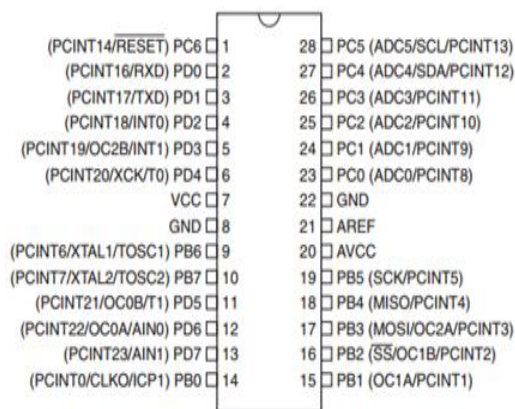 (PCINT14/RESET) PC6 1 28 PC5 (ADC5/SCL/PCINT13)
(PCINT16/RXD) PD0 2 27 PC4 (ADC4/SDA/PCINT12)
(PCINT17/TXD) PD1 3 26 PC3 (ADC3/PCINT11)
(PCINT18/INT0) PD2 4 25 PC2 (ADC2/PCINT10)
(PCINT19/OC2B/INT1) PD3 5 24 PC1 (ADC1/PCINT9)
(PCINT20/XCK/T0) PD4 6 23 PC0 (ADC0/PCINT8)
VCC 7 22 GND
GND 8 21 AREF
(PCINT6/XTAL1/TOSC1) PB6 9 20 AVCC
(PCINT7/XTAL2/TOSC2) PB7 10 19 PB5 (SCK/PCINT5)
(PCINT21/OC0B/T1) PD5 11 18 PB4 (MISO/PCINT4)
(PCINT22/OC0A/AIN0) PD6 12 17 PB3 (MOSI/OC2A/PCINT3)
(PCINT23/AIN1) PD7 13 16 PB2 (SS/OC1B/PCINT2)
(PCINT0/CLKO/ICP1) PB0 14 15 PB1 (OC1A/PCINT1)